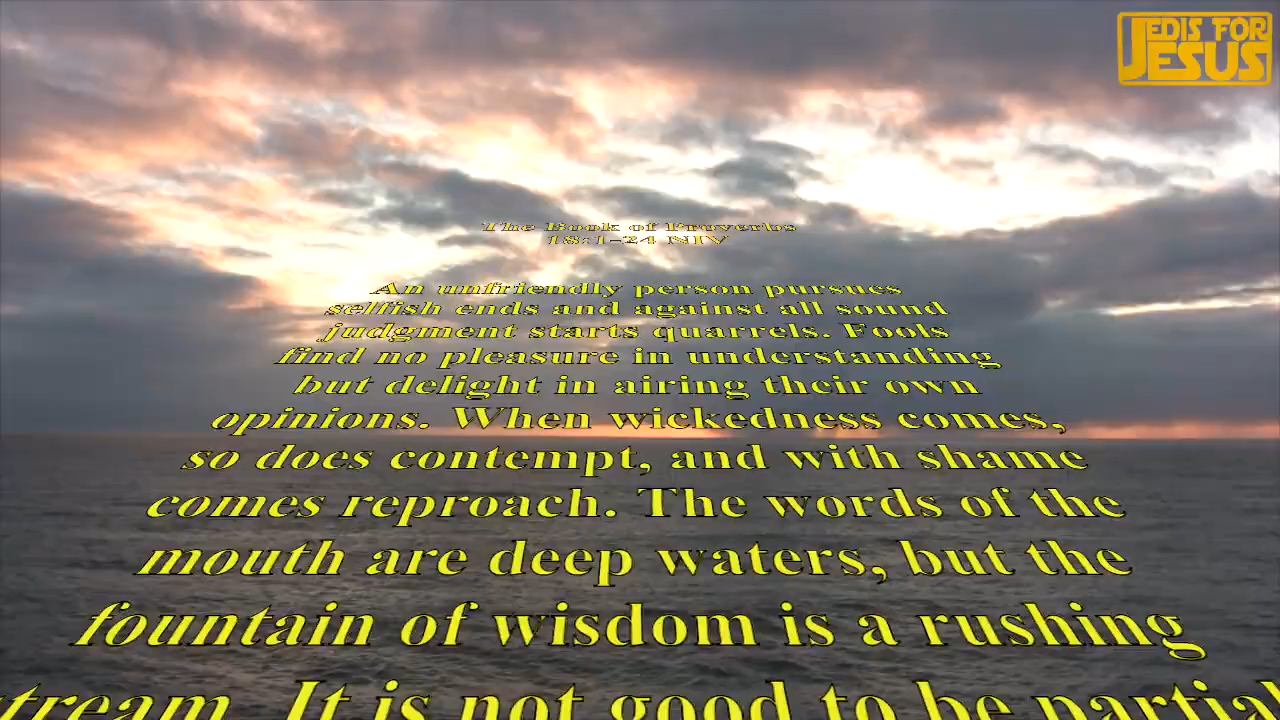 JEDIS FOR
JESUS
The Book of Proverbs
18:1-24 NIV
An unfriendly person pursues
selfish ends and against all sound
judgment starts quarrels. Fools
find no pleasure in understanding
but delight in airing their own
opinions. When wickedness comes,
so does contempt, and with shame
comes reproach. The words of the
mouth are deep waters, but the
fountain of wisdom is a rushing
stream. It is not good to be partial